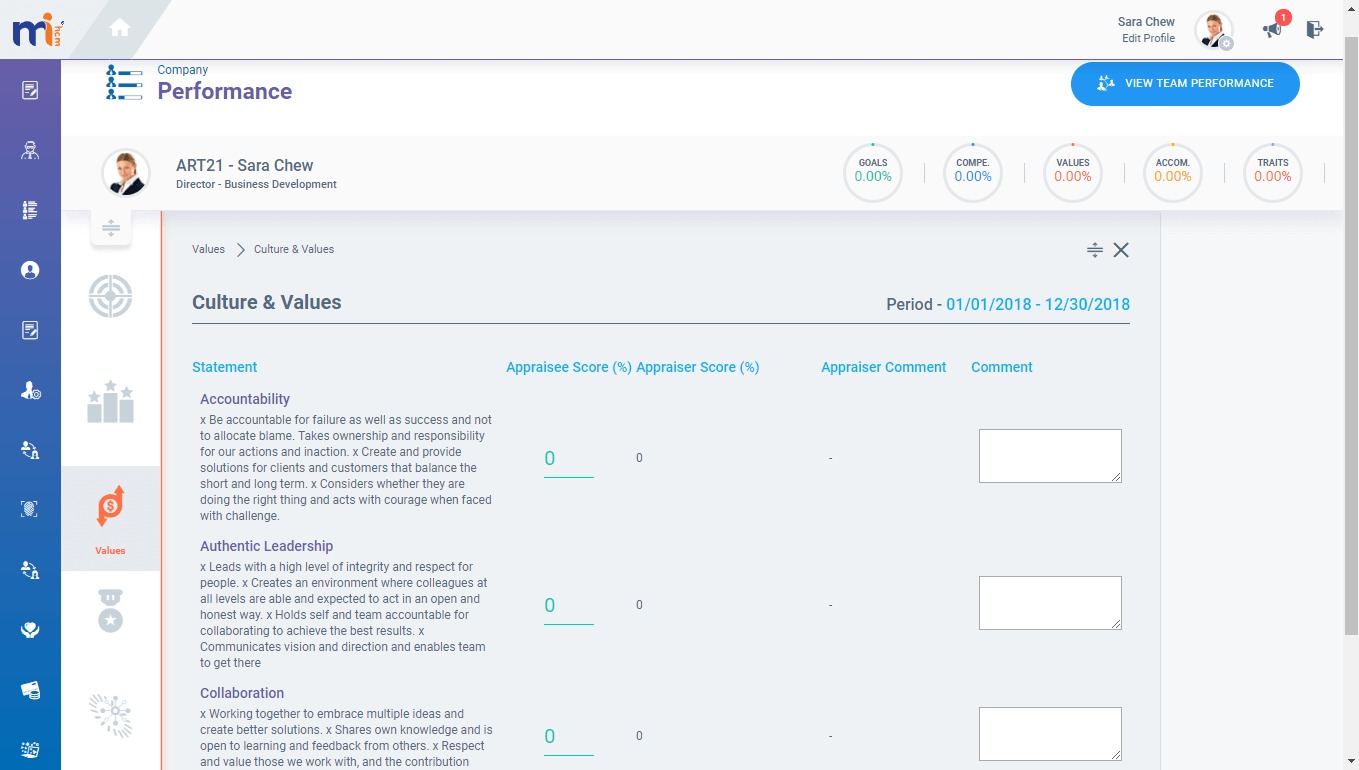 mi hcm
Sara Chew
Edit Profile
1
Company
Performance
VIEW TEAM PERFORMANCE
ART21 - Sara Chew
Director - Business Development
GOALS
0.00%
COMPE.
0.00%
VALUES
0.00%
ACCOM.
0.00%
TRAITS
0.00%
Values
Culture & Values
Culture & Values
Period - 01/01/2018 - 12/30/2018
Statement
Appraisee Score (%)
Appraiser Score (%)
Appraiser Comment
Comment
Accountability
x Be accountable for failure as well as success and not
to allocate blame. Takes ownership and responsibility
for our actions and inaction. x Create and provide
solutions for clients and customers that balance the
short and long term. x Considers whether they are
doing the right thing and acts with courage when faced
with challenge.
0
0
-
Authentic Leadership
x Leads with a high level of integrity and respect for
people. x Creates an environment where colleagues at
all levels are able and expected to act in an open and
honest way. x Holds self and team accountable for
collaborating to achieve the best results. x
Communicates vision and direction and enables team
to get there
0
0
-
Collaboration
x Working together to embrace multiple ideas and
create better solutions. x Shares own knowledge and is
open to learning and feedback from others. x Respect
and value those we work with, and the contribution
0
0
-
Values